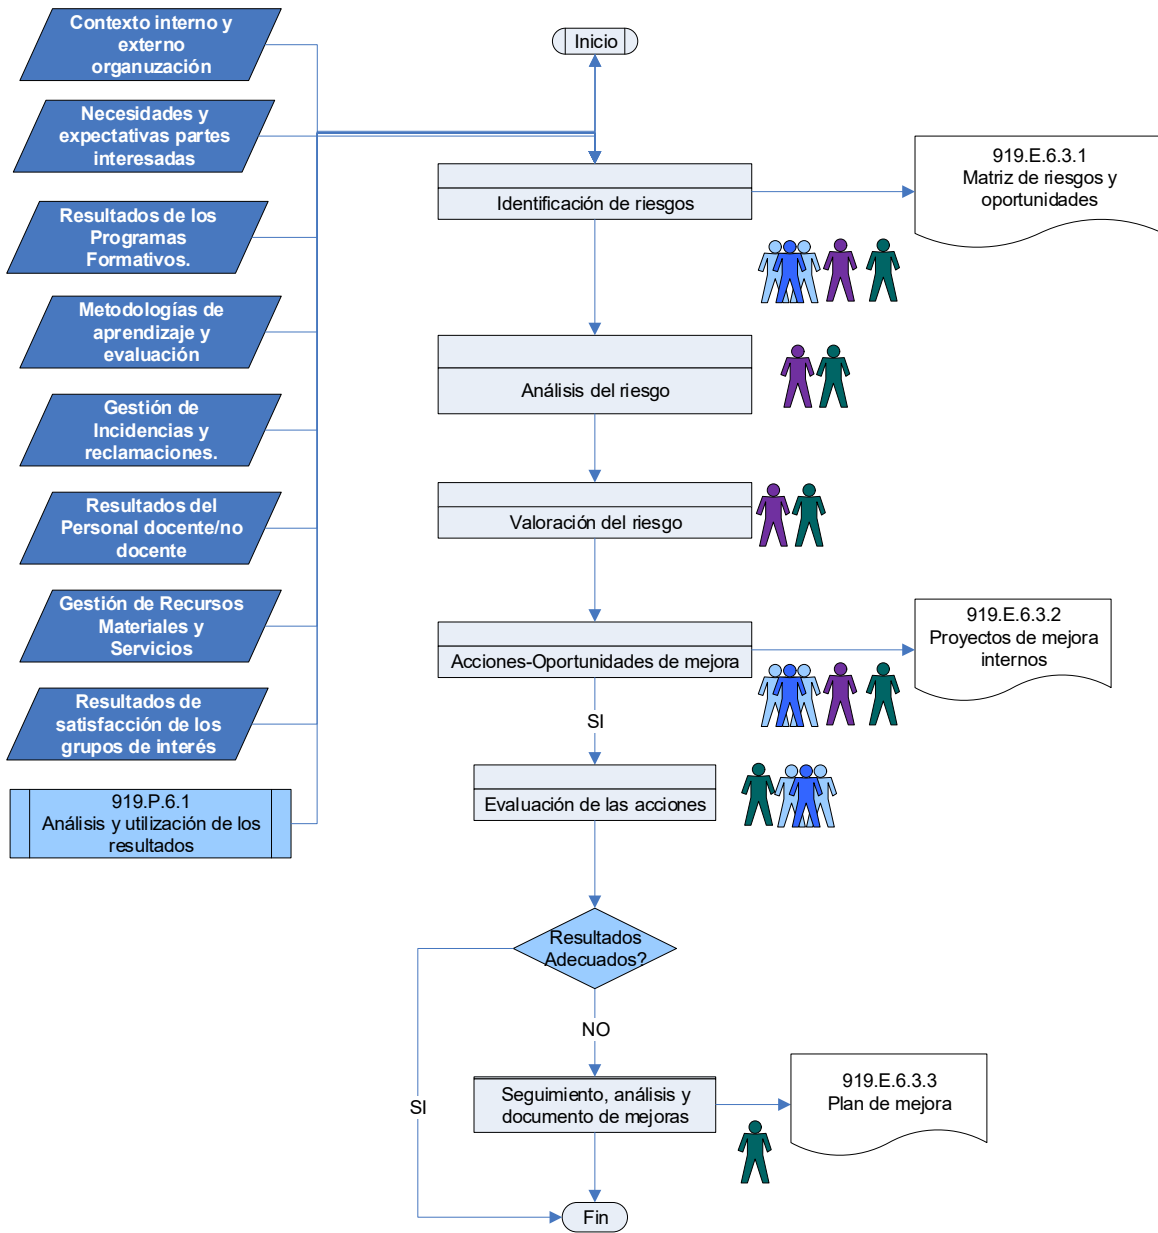 Contexto interno y
externo
organuzación
Necesidades y
expectativas partes
interesadas
Resultados de los
Programas
Formativos.
Metodologías de
aprendizaje y
evaluación
Gestión de
Incidencias y
reclamaciones.
Resultados del
Personal docente/no
docente
Gestión de Recursos
Materiales y
Servicios
Resultados de
satisfacción de los
grupos de interés
919.P.6.1
Análisis y utilización de los
resultados
Inicio
Identificación de riesgos
919.E.6.3.1
Matriz de riesgos y
oportunidades
Análisis del riesgo
Valoración del riesgo
Acciones-Oportunidades de mejora
919.E.6.3.2
Proyectos de mejora
internos
SI
Evaluación de las acciones
Resultados
Adecuados?
NO
SI
Seguimiento, análisis y
documento de mejoras
919.E.6.3.3
Plan de mejora
Fin